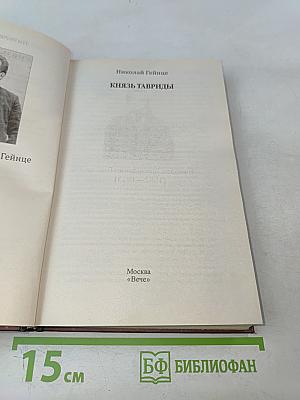 Гейнце
Николай Гейнце
КНЯЗЬ ТАВРИДЫ
Москва
«Вече»
15 см
БФ БИБЛИОФАН